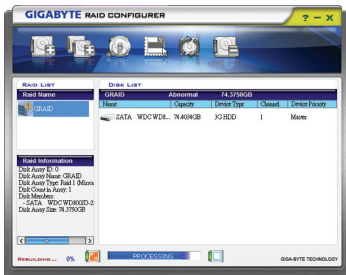 GIGABYTE RAID CONFIGURER
? - X
RAID LIST
Raid Name
GRAID
Raid Information
Disk Array ID: 0
Disk Array Name: GRAID
Disk Array Type: Raid 1 (Mirror
Disk Count in Array: 1
Disk Members:
- SATA WDC WD800JD-2
Disk Array Size: 74.3750GB
DISK LIST
GRAID Abnormal 74.3750GB
Name Capacity Device Type Channel Device Priority
SATA WDC WD8... 74.4034GB 3G HDD 1 Master
REBUILDING... 0%
PROCESSING
GIGA-BYTE TECHNOLOGY